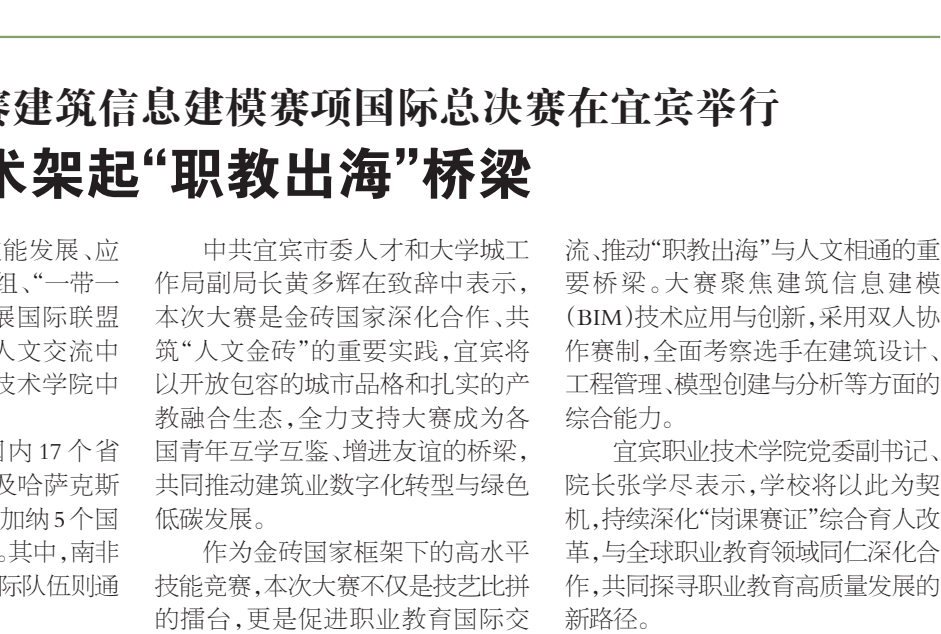 赛建筑信息建模赛项国际总决赛在宜宾举行
术架起“职教出海”桥梁
能发展、应
组、“一带一
展国际联盟
人文交流中
技术学院中
国内 17 个省
及哈萨克斯
加纳 5 个国
。其中，南非
际队伍则通
中共宜宾市委人才和大学城工
作局副局长黄多辉在致辞中表示，
本次大赛是金砖国家深化合作、共
筑“人文金砖”的重要实践，宜宾将
以开放包容的城市品格和扎实的产
教融合生态，全力支持大赛成为各
国青年互学互鉴、增进友谊的桥梁，
共同推动建筑业数字化转型与绿色
低碳发展。
作为金砖国家框架下的高水平
技能竞赛，本次大赛不仅是技艺比拼
的擂台，更是促进职业教育国际交
流、推动“职教出海”与人文相通的重
要桥梁。大赛聚焦建筑信息建模
（BIM）技术应用与创新，采用双人协
作赛制，全面考察选手在建筑设计、
工程管理、模型创建与分析等方面的
综合能力。
宜宾职业技术学院党委副书记、
院长张学尽表示，学校将以此为契
机，持续深化“岗课赛证”综合育人改
革，与全球职业教育领域同仁深化合
作，共同探寻职业教育高质量发展的
新路径。